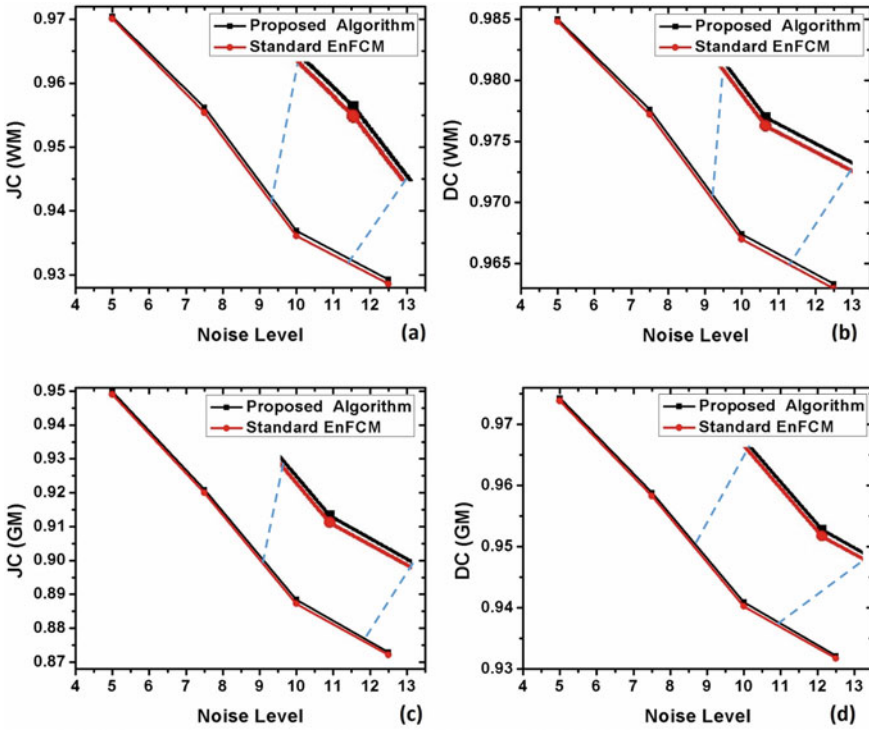 0.97
0.96
0.95
0.94
0.93
JC (WM)
Proposed Algorithm
Standard EnFCM
4 5 6 7 8 9 10 11 12 13
Noise Level
(a)
0.985
0.980
0.975
0.970
0.965
DC (WM)
Proposed Algorithm
Standard EnFCM
4 5 6 7 8 9 10 11 12 13
Noise Level
(b)
0.95
0.94
0.93
0.92
0.91
0.90
0.89
0.88
0.87
JC (GM)
Proposed Algorithm
Standard EnFCM
4 5 6 7 8 9 10 11 12 13
Noise Level
(c)
0.97
0.96
0.95
0.94
0.93
DC (GM)
Proposed Algorithm
Standard EnFCM
4 5 6 7 8 9 10 11 12 13
Noise Level
(d)